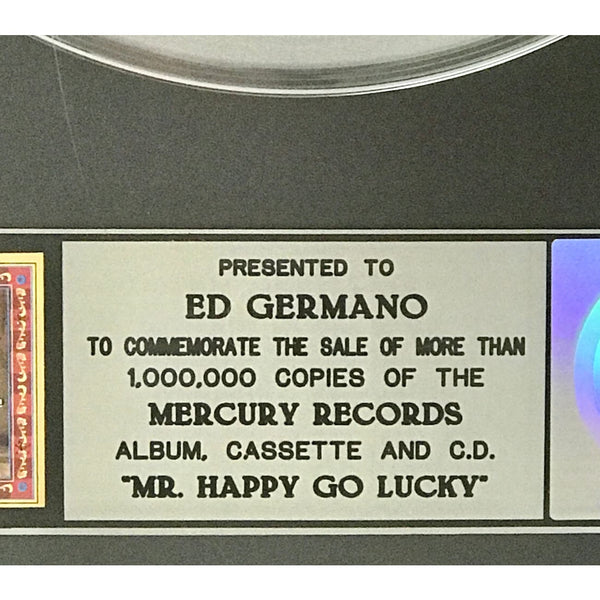 PRESENTED TO
ED GERMANO
TO COMMEMORATE THE SALE OF MORE THAN
1,000,000 COPIES OF THE
MERCURY RECORDS
ALBUM, CASSETTE AND C.D.
"MR. HAPPY GO LUCKY"